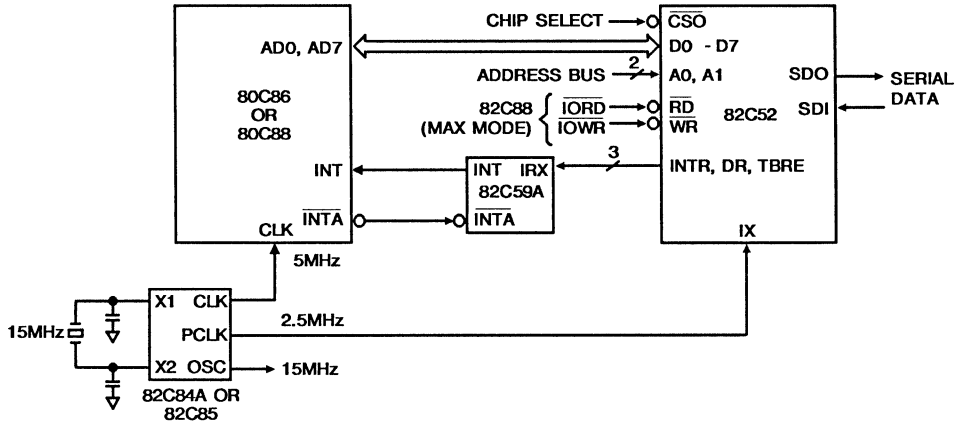 CHIP SELECT
CSO
AD0, AD7
D0 - D7
2
ADDRESS BUS
A0, A1
SDO
SERIAL
DATA
80C86
OR
80C88
82C88
(MAX MODE)
IORD
IOWR
RD
WR
82C52
SDI
3
INT
INT IRX
82C59A
INTR, DR, TBRE
INTA
INTA
CLK
IX
5MHz
X1 CLK
15MHz
PCLK
2.5MHz
X2 OSC
15MHz
82C84A OR
82C85